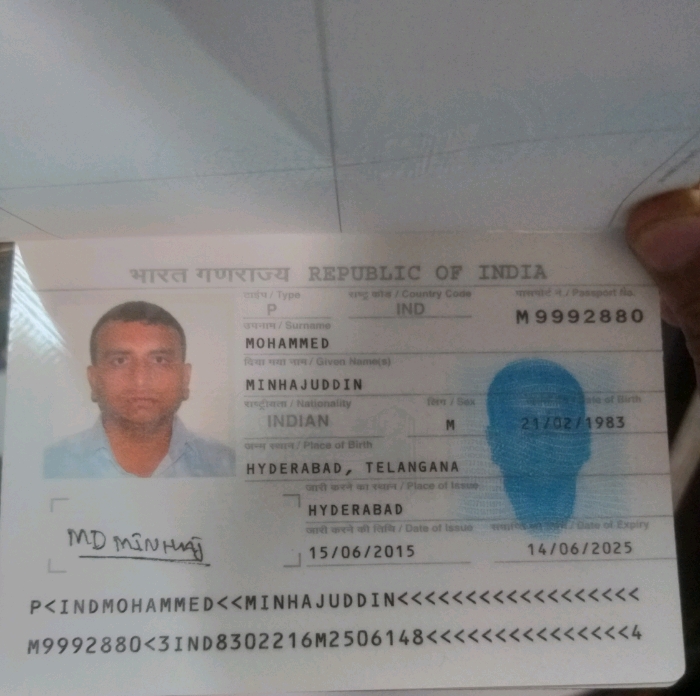 भारत गणराज्य REPUBLIC OF INDIA
टाईप / Type राष्ट्र कोड / Country Code पासपोर्ट नं. / Passport No.
P IND M9992880
उपनाम / Surname
MOHAMMED
दिया गया नाम / Given Name(s)
MINHAJUDDIN
राष्ट्रीयता / Nationality लिंग / Sex Date of Birth
INDIAN M 21/02/1983
जन्म स्थान / Place of Birth
HYDERABAD, TELANGANA
जारी करने का स्थान / Place of Issue
HYDERABAD
जारी करने की तिथि / Date of Issue Date of Expiry
15/06/2015 14/06/2025
MD MINHAJ
P<INDMOHAMMED<<MINHAJUDDIN<<<<<<<<<<<<<<<<<<
M9992880<3IND8302216M2506148<<<<<<<<<<<<<<<4